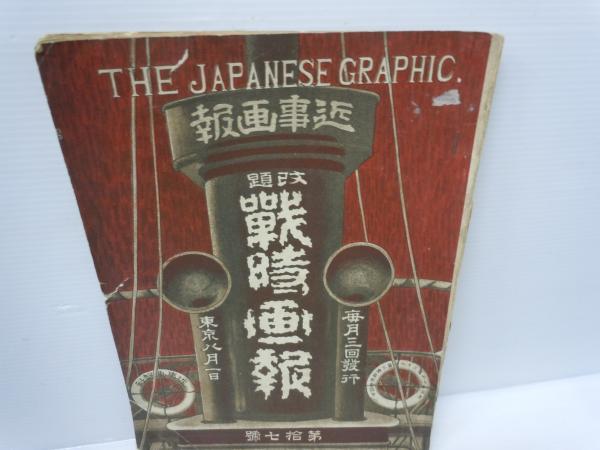 THE JAPANESE GRAPHIC.
近事画報
改題
戰時画報
毎月三回發行
東京八月一日
第拾七號